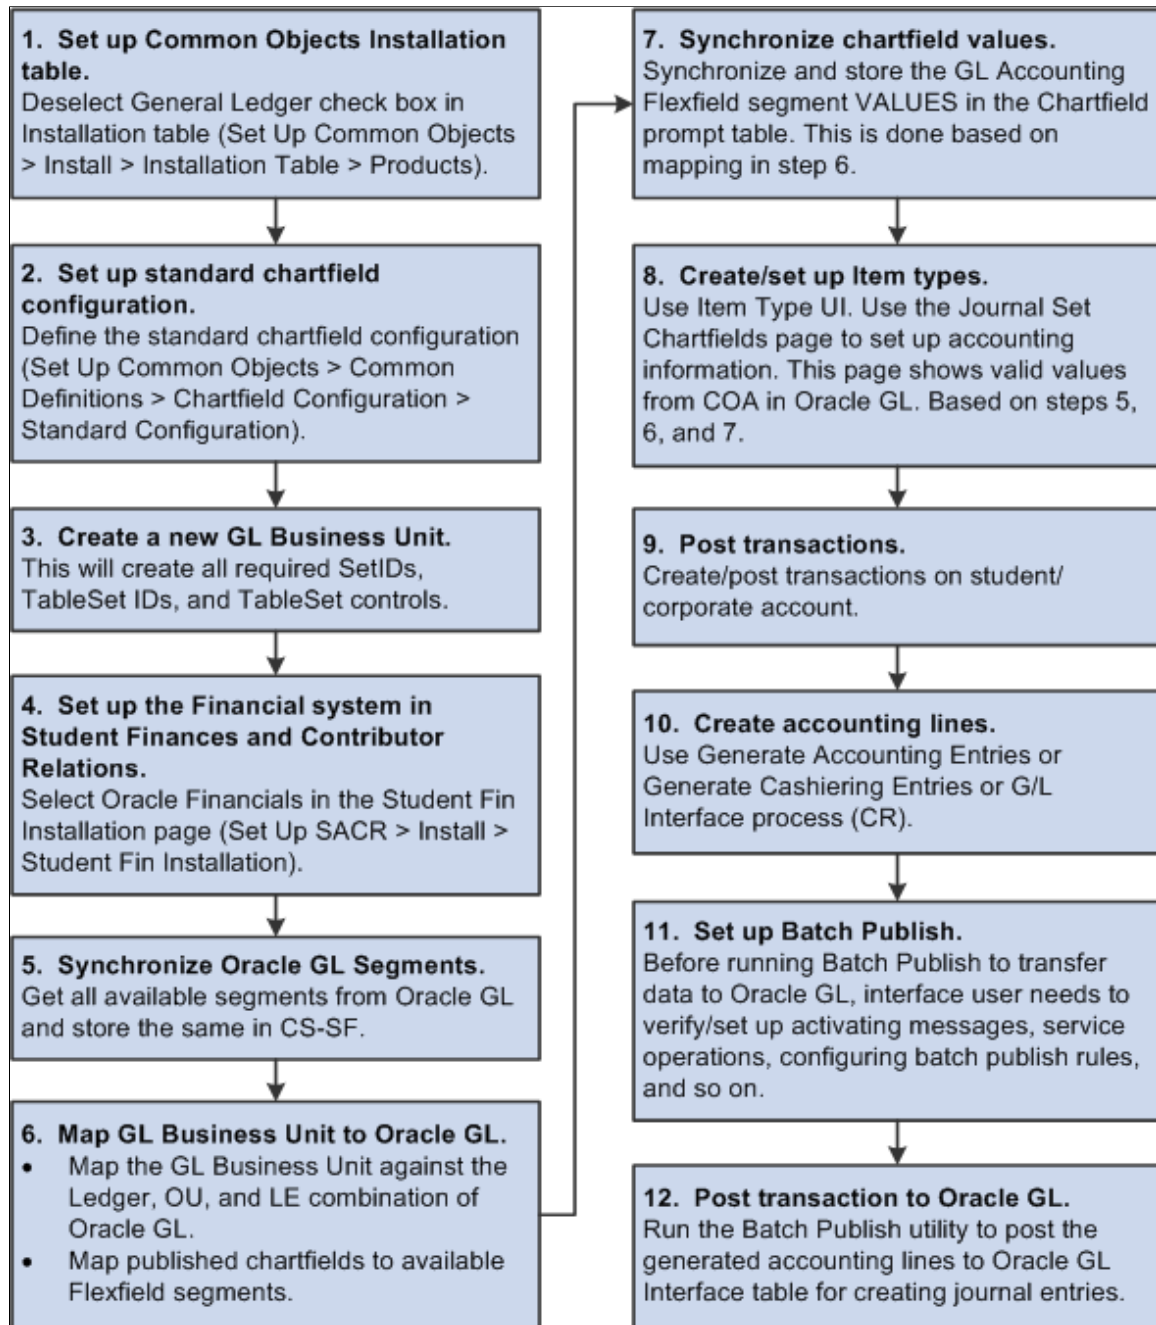 1. Set up Common Objects Installation
table.
Deselect General Ledger check box in
Installation table (Set Up Common Objects
> Install > Installation Table > Products).
2. Set up standard chartfield
configuration.
Define the standard chartfield configuration
(Set Up Common Objects > Common
Definitions > Chartfield Configuration >
Standard Configuration).
3. Create a new GL Business Unit.
This will create all required SetIDs,
TableSet IDs, and TableSet controls.
4. Set up the Financial system in
Student Finances and Contributor
Relations.
Select Oracle Financials in the Student Fin
Installation page (Set Up SACR > Install >
Student Fin Installation).
5. Synchronize Oracle GL Segments.
Get all available segments from Oracle GL
and store the same in CS-SF.
6. Map GL Business Unit to Oracle GL.
• Map the GL Business Unit against the
Ledger, OU, and LE combination of
Oracle GL.
• Map published chartfields to available
Flexfield segments.
7. Synchronize chartfield values.
Synchronize and store the GL Accounting
Flexfield segment VALUES in the Chartfield
prompt table. This is done based on
mapping in step 6.
8. Create/set up Item types.
Use Item Type UI. Use the Journal Set
Chartfields page to set up accounting
information. This page shows valid values
from COA in Oracle GL. Based on steps 5,
6, and 7.
9. Post transactions.
Create/post transactions on student/
corporate account.
10. Create accounting lines.
Use Generate Accounting Entries or
Generate Cashiering Entries or G/L
Interface process (CR).
11. Set up Batch Publish.
Before running Batch Publish to transfer
data to Oracle GL, interface user needs to
verify/set up activating messages, service
operations, configuring batch publish rules,
and so on.
12. Post transaction to Oracle GL.
Run the Batch Publish utility to post the
generated accounting lines to Oracle GL
Interface table for creating journal entries.